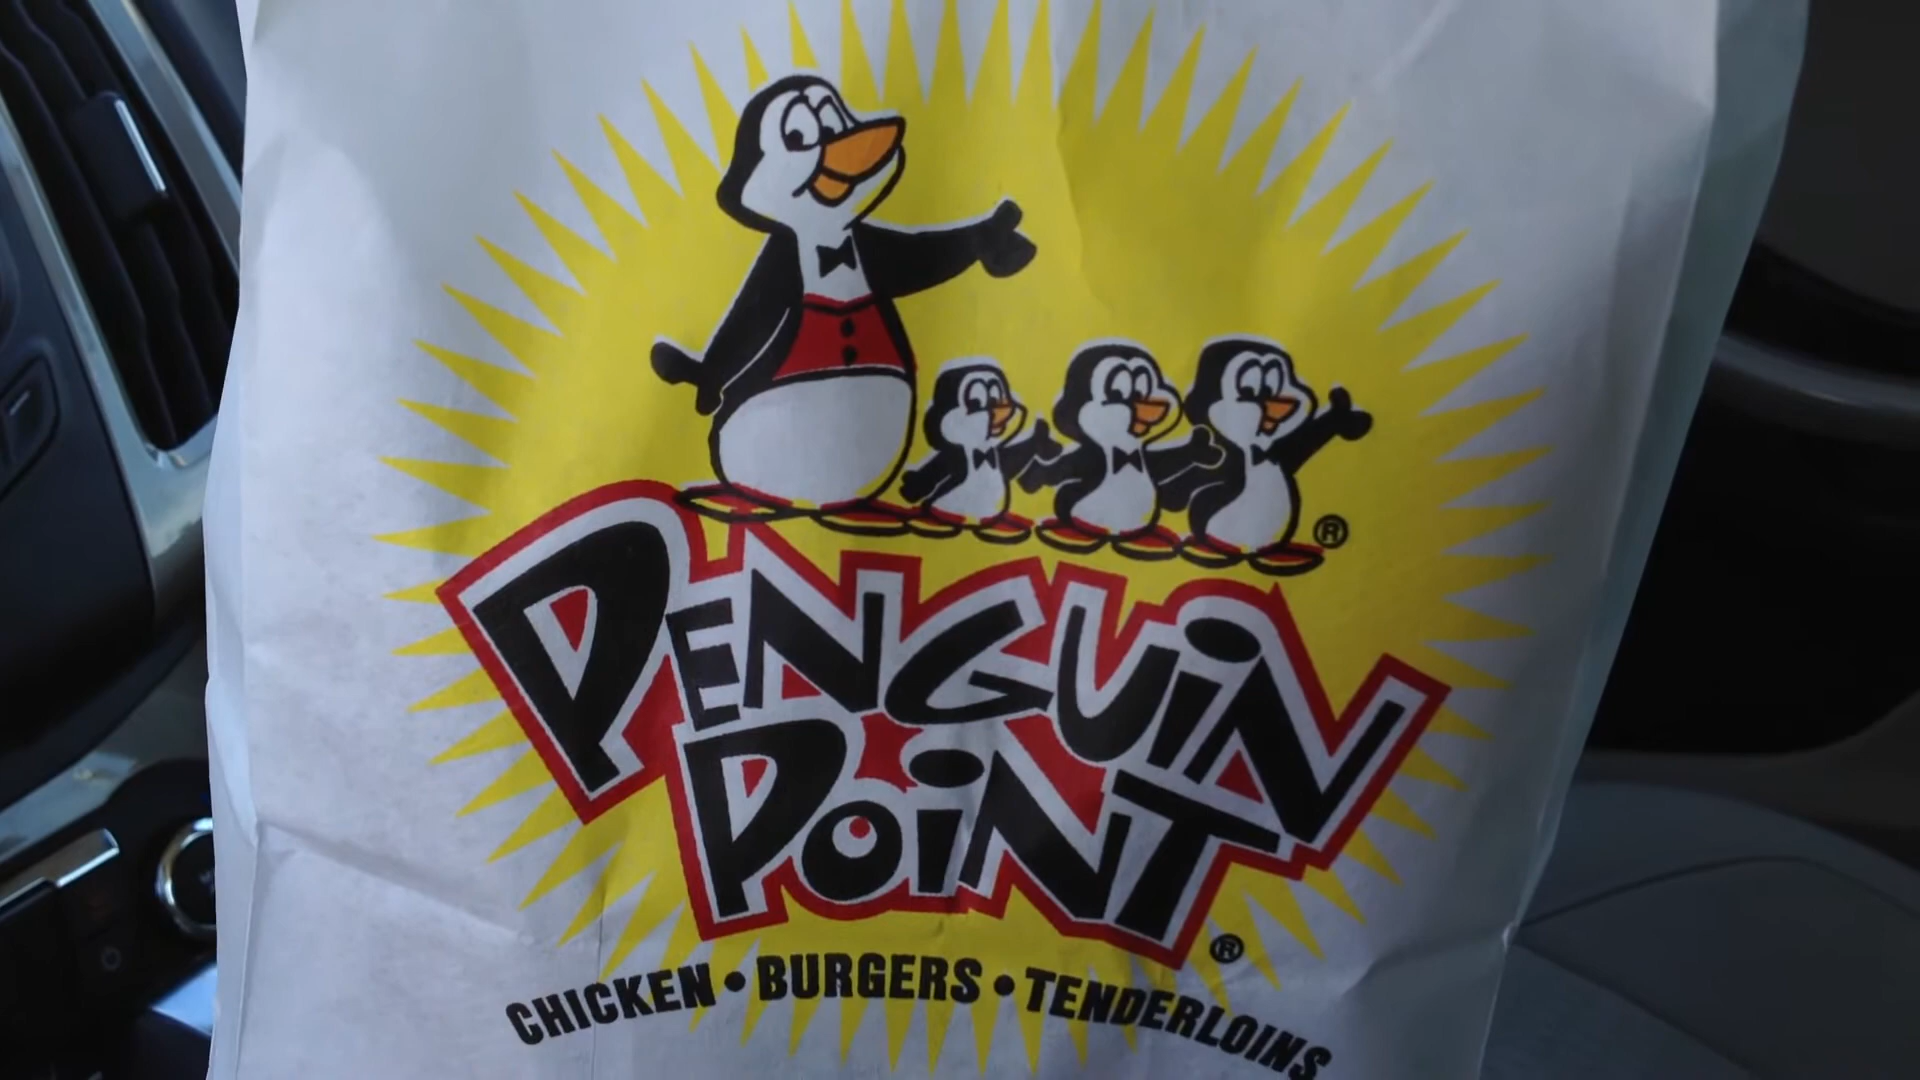 ®
PENGUiN
POiNT®
CHICKEN • BURGERS • TENDERLOINS